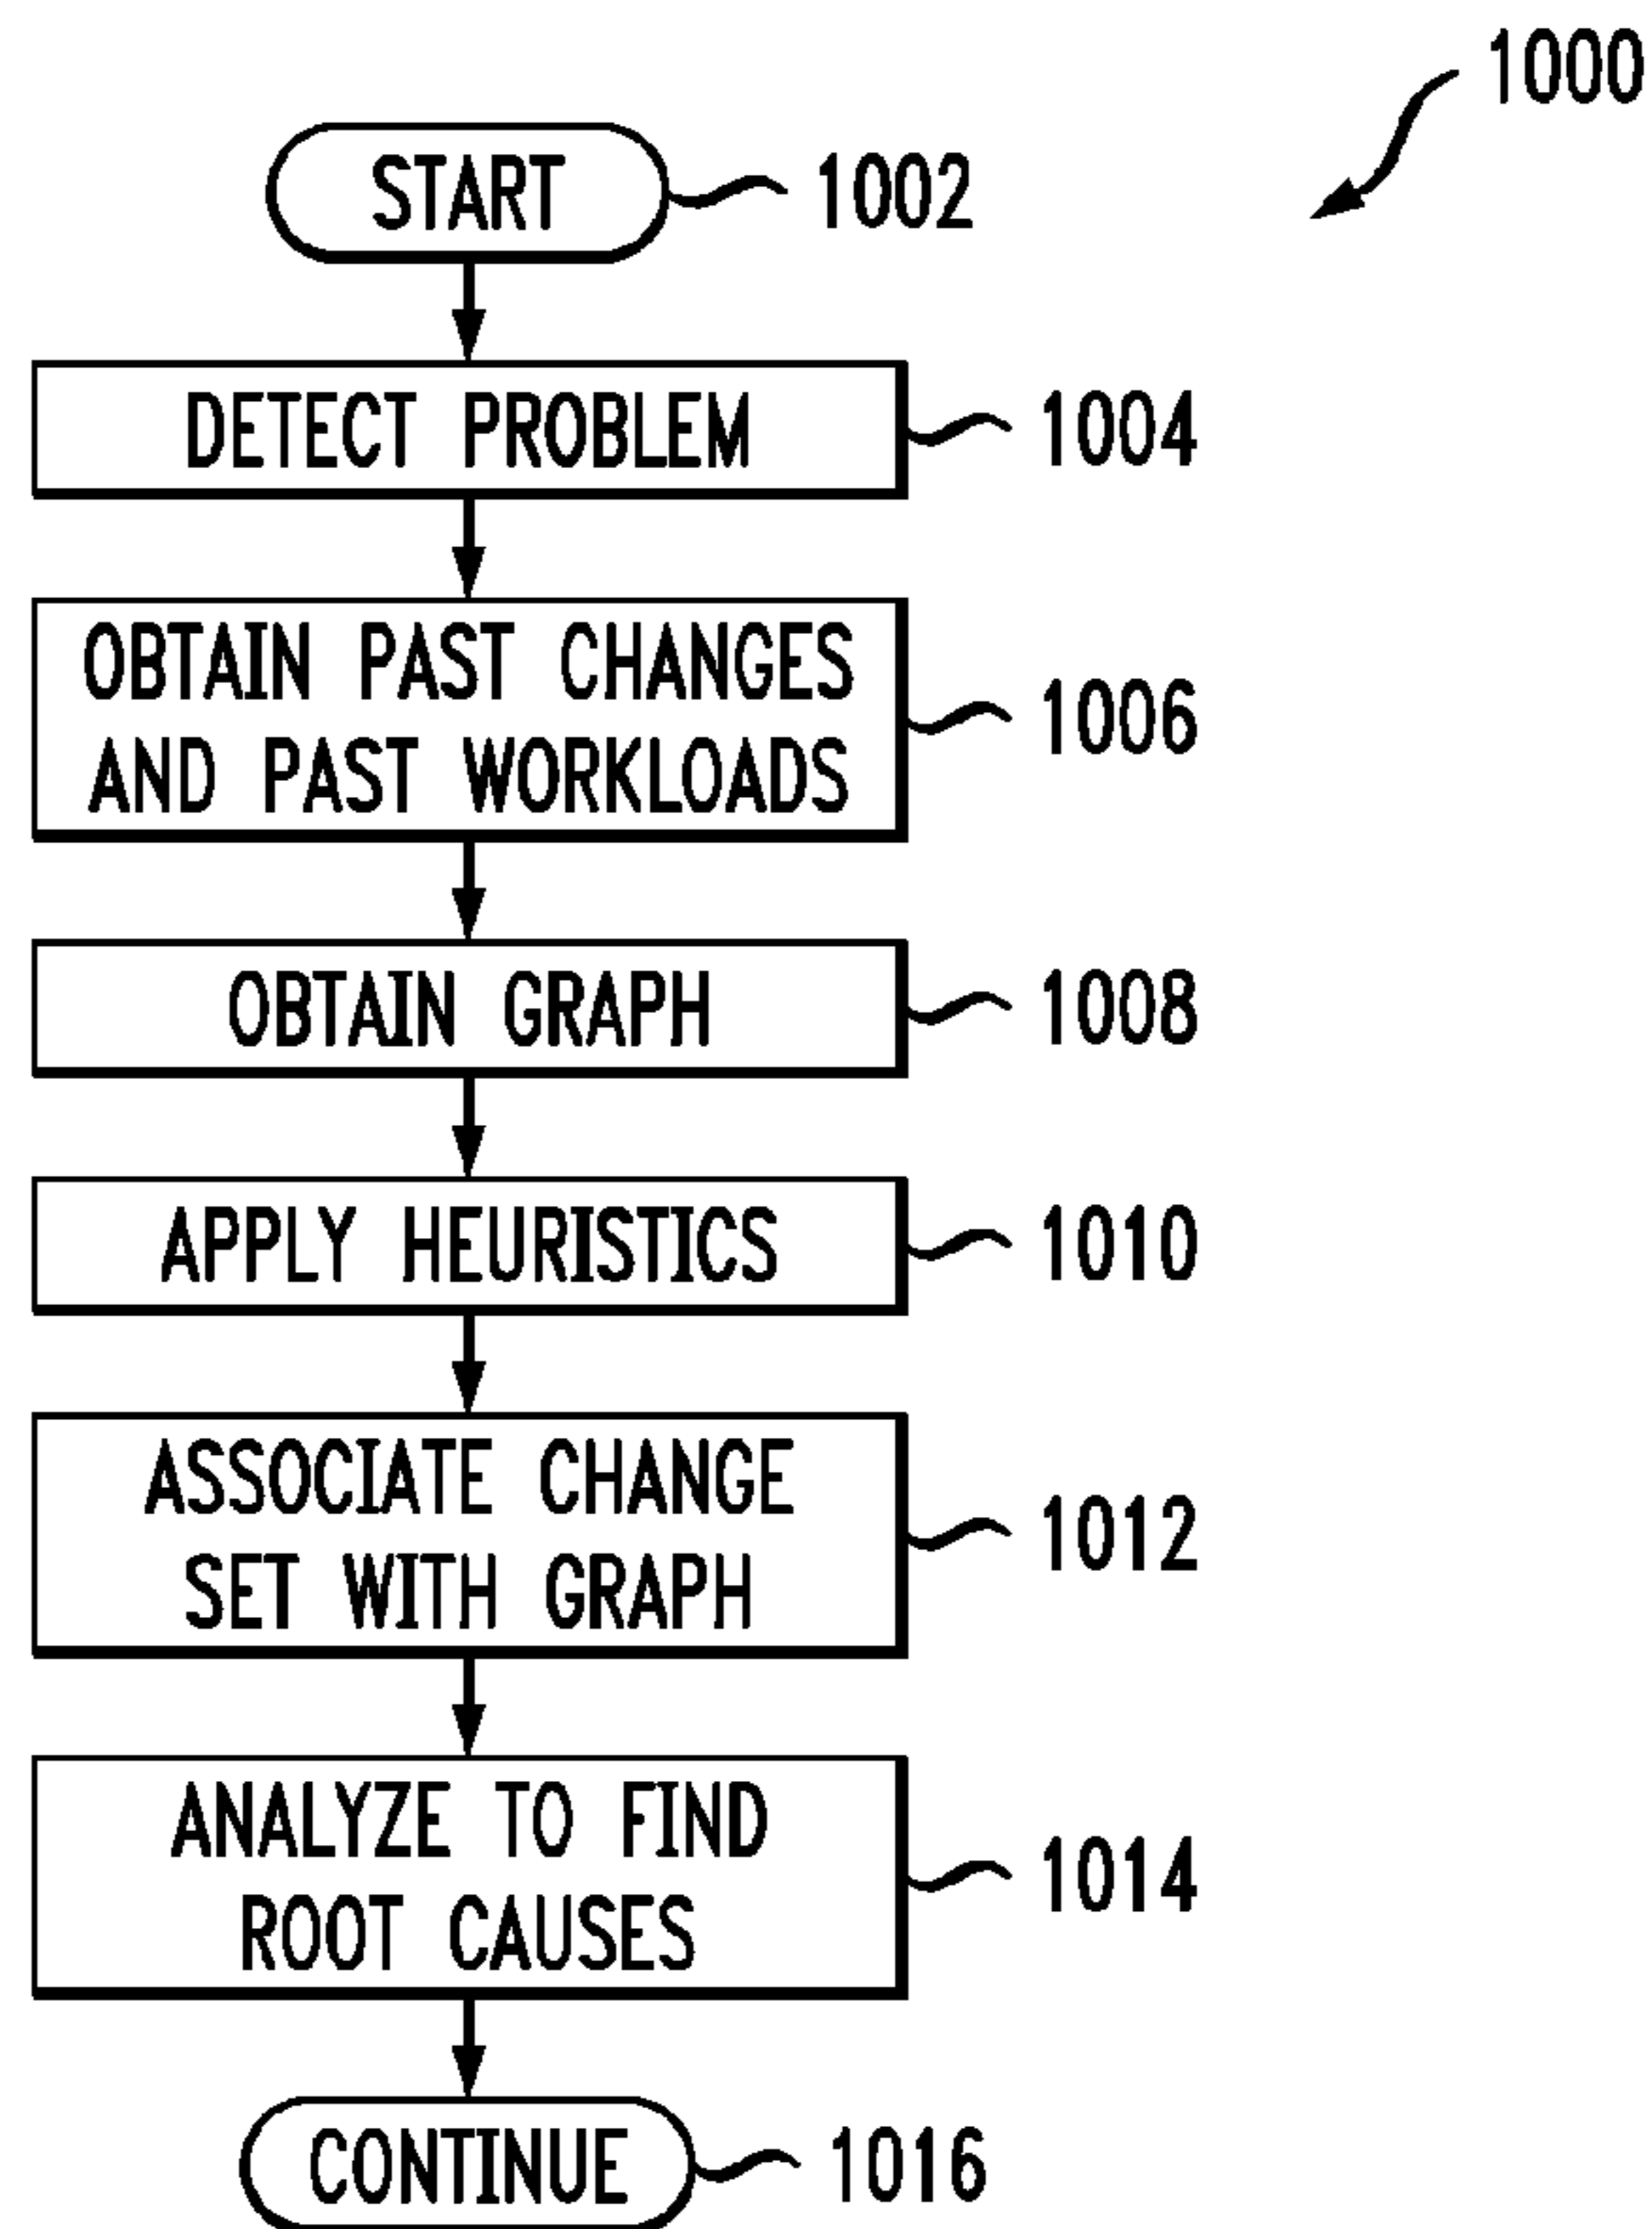 1000
START
1002
DETECT PROBLEM
1004
OBTAIN PAST CHANGES
AND PAST WORKLOADS
1006
OBTAIN GRAPH
1008
APPLY HEURISTICS
1010
ASSOCIATE CHANGE
SET WITH GRAPH
1012
ANALYZE TO FIND
ROOT CAUSES
1014
CONTINUE
1016